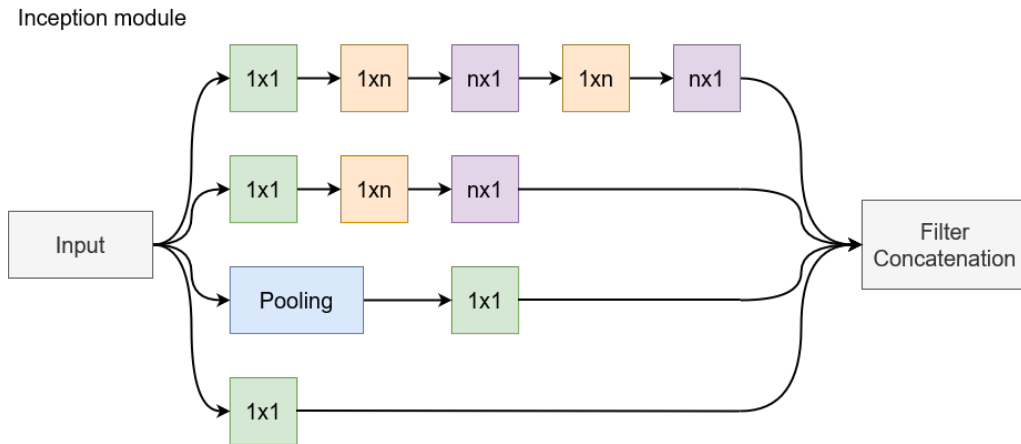 Inception module
1x1 1xn nx1 1xn nx1
1x1 1xn nx1
Input
Filter
Concatenation
Pooling 1x1
1x1